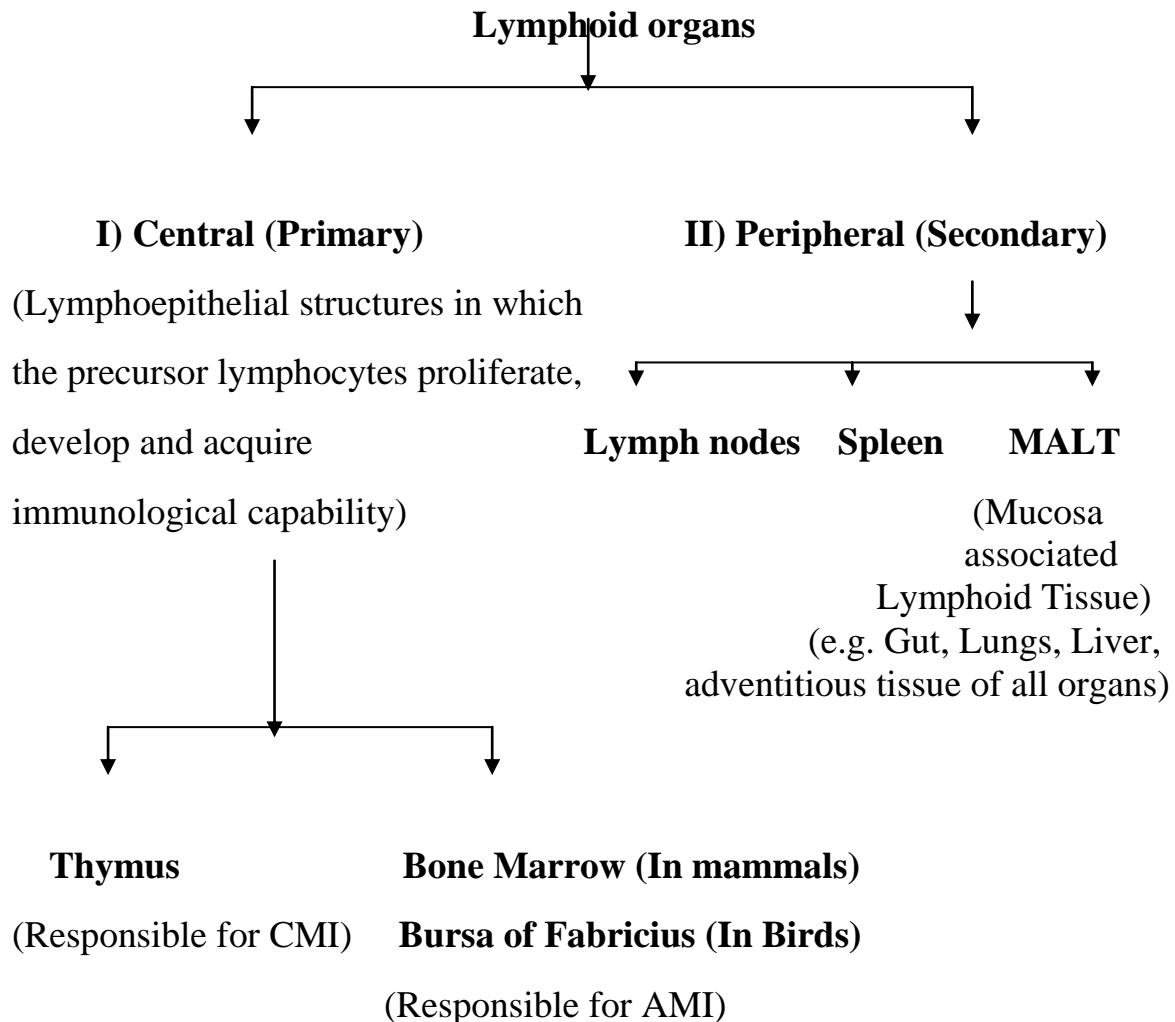 Lymphoid organs
I) Central (Primary)
(Lymphoepithelial structures in which
the precursor lymphocytes proliferate,
develop and acquire
immunological capability)
II) Peripheral (Secondary)
Lymph nodes
Spleen
MALT
(Mucosa
associated
Lymphoid Tissue)
(e.g. Gut, Lungs, Liver,
adventitious tissue of all organs)
Thymus
(Responsible for CMI)
Bone Marrow (In mammals)
Bursa of Fabricius (In Birds)
(Responsible for AMI)